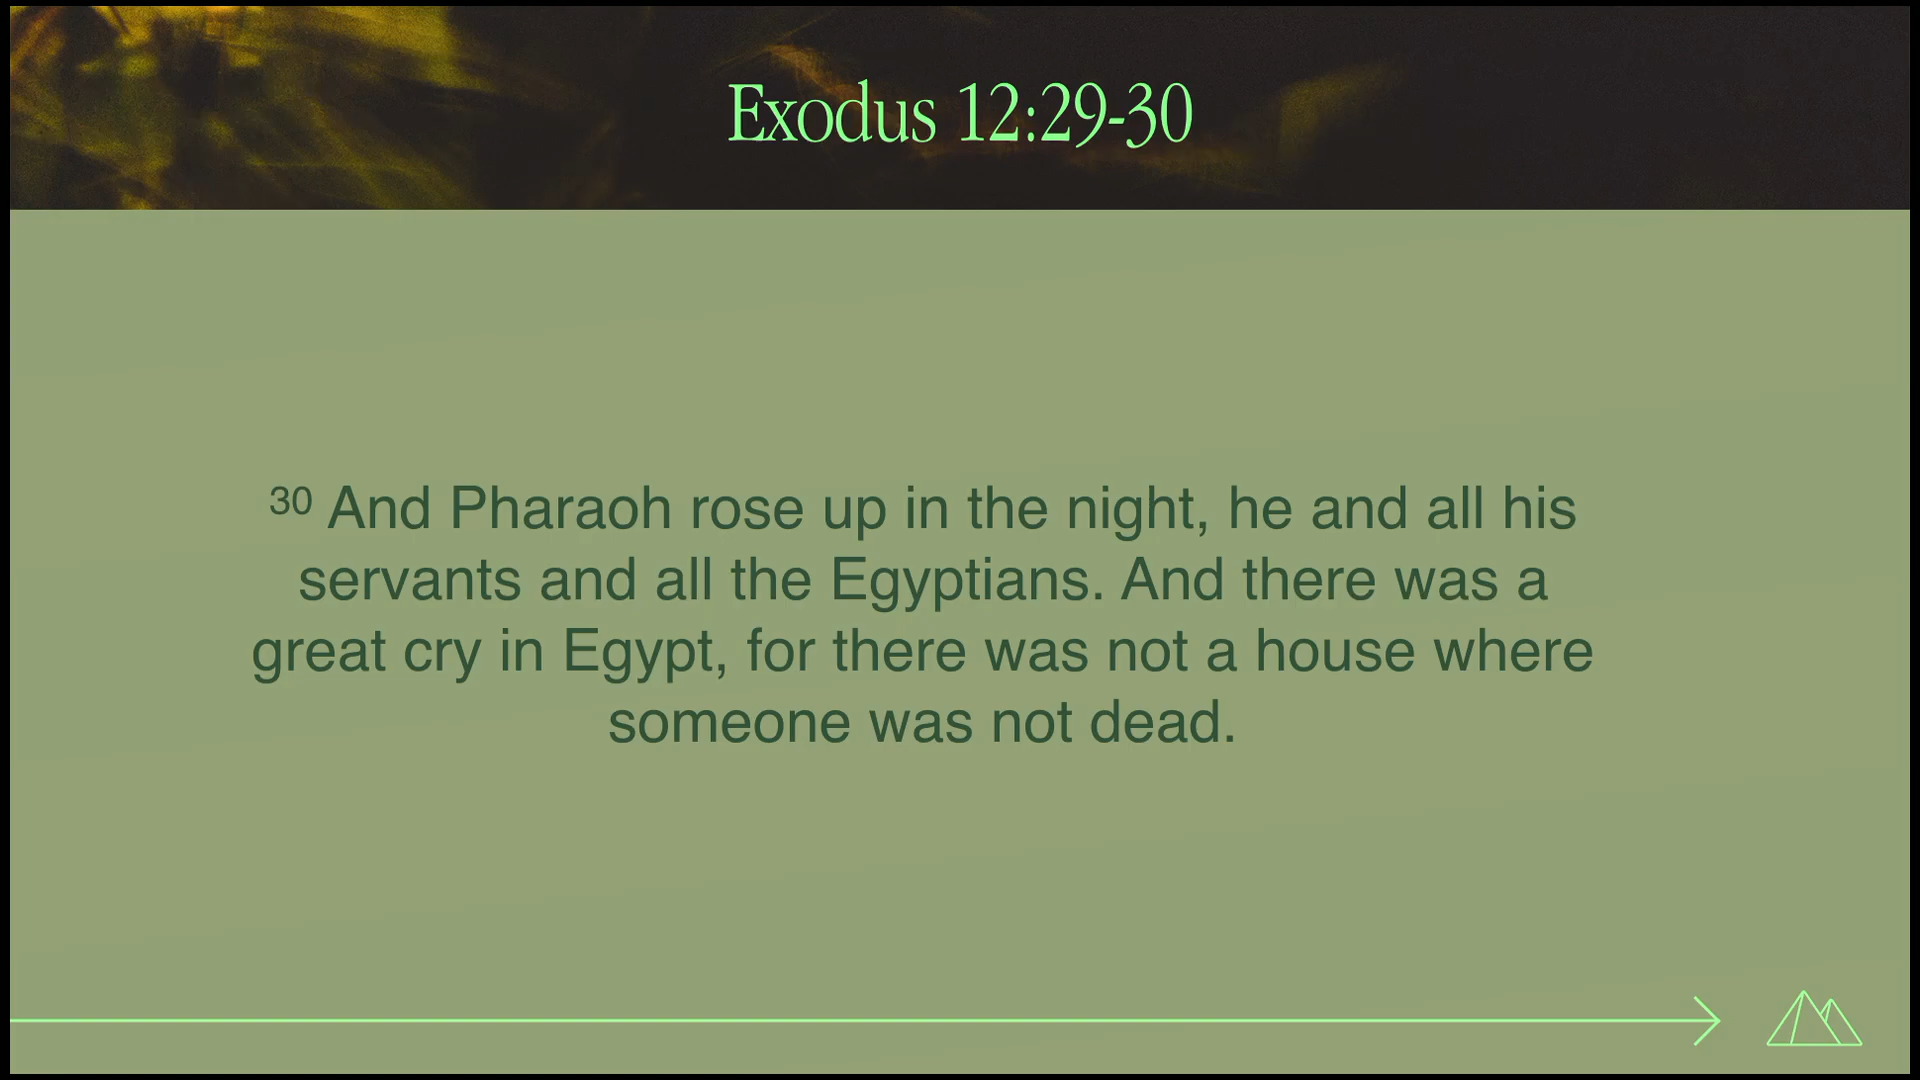 Exodus 12:29-30
30 And Pharaoh rose up in the night, he and all his
servants and all the Egyptians. And there was a
great cry in Egypt, for there was not a house where
someone was not dead.